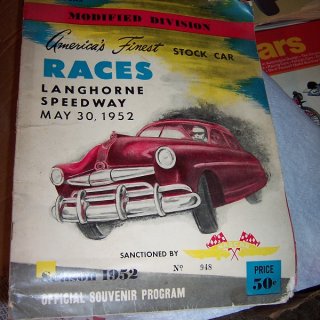 MODIFIED DIVISION
America's Finest STOCK CAR
RACES
LANGHORNE
SPEEDWAY
MAY 30, 1952
SANCTIONED BY
Season 1952
Nº 948
PRICE
50¢
OFFICIAL SOUVENIR PROGRAM
ars